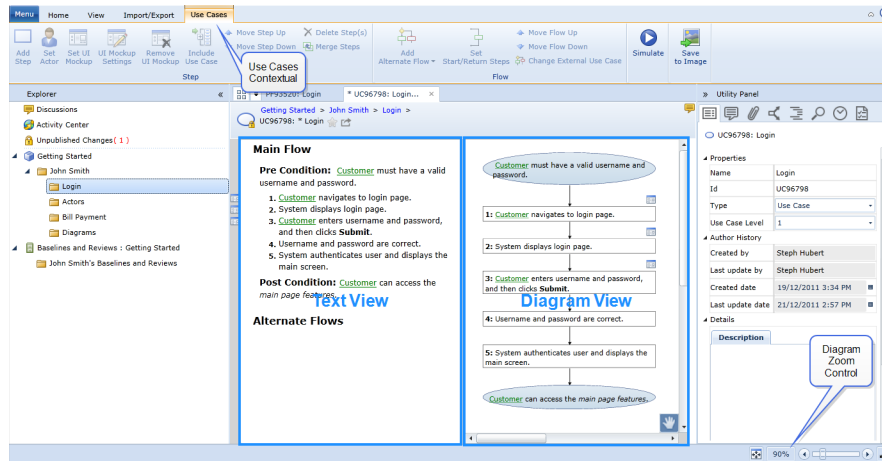 Menu Home View Import/Export Use Cases
Add Step Set Actor Set UI Mockup UI Mockup Settings Remove UI Mockup Include Use Case
Move Step Up Delete Step(s)
Move Step Down Merge Steps
Add Alternate Flow Set Start/Return Steps
Move Flow Up
Move Flow Down
Change External Use Case
Simulate Save to Image
Step Flow
Use Cases
Contextual
Explorer «
PF93520: Login * UC96798: Login... ×
» Utility Panel
Discussions
Activity Center
Unpublished Changes{ 1 }
Getting Started
John Smith
Login
Actors
Bill Payment
Diagrams
Baselines and Reviews : Getting Started
John Smith's Baselines and Reviews
Getting Started > John Smith > Login >
UC96798: * Login
Main Flow
Pre Condition: Customer must have a valid
username and password.
1. Customer navigates to login page.
2. System displays login page.
3. Customer enters username and password,
and then clicks Submit.
4. Username and password are correct.
5. System authenticates user and displays the
main screen.
Post Condition: Customer can access the
main page features.
Text View
Alternate Flows
Customer must have a valid username and
password.
1: Customer navigates to login page.
2: System displays login page.
3: Customer enters username and password,
and then clicks Submit.
Diagram View
4: Username and password are correct.
5: System authenticates user and displays the
main screen.
Customer can access the main page features.
UC96798: Login
Properties
Name Login
Id UC96798
Type Use Case
Use Case Level 1
Author History
Created by Steph Hubert
Last update by Steph Hubert
Created date 19/12/2011 3:34 PM
Last update date 21/12/2011 2:57 PM
Details
Description
Diagram
Zoom
Control
90%